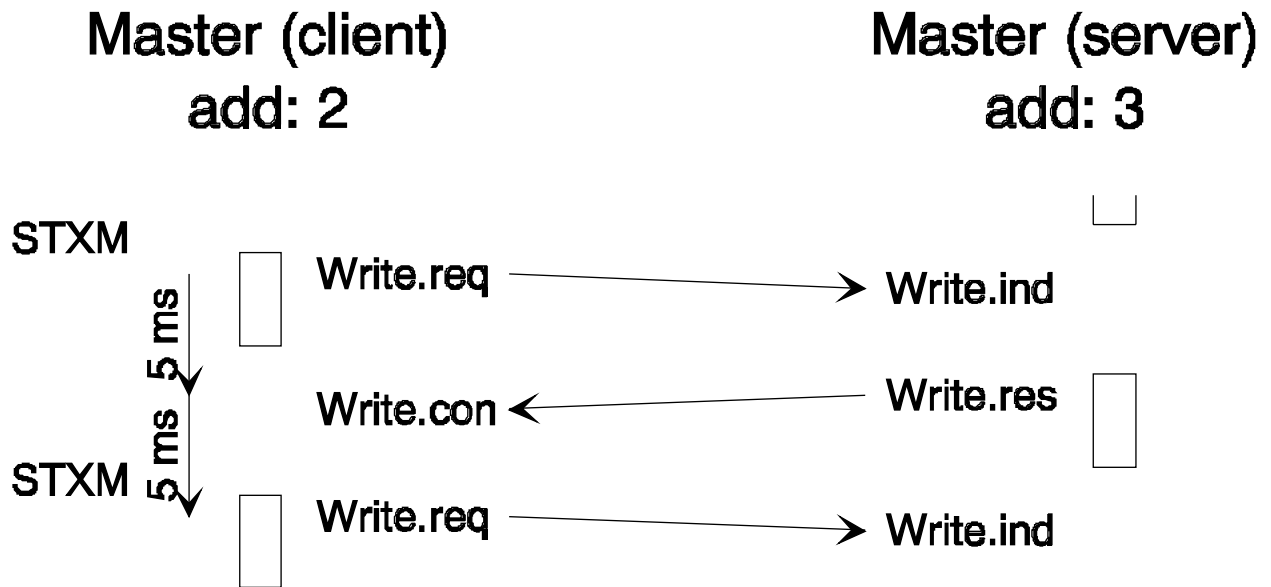 Master (client)
add: 2
Master (server)
add: 3
STXM
Write.req
Write.ind
5 ms
Write.con
Write.res
5 ms
STXM
Write.req
Write.ind